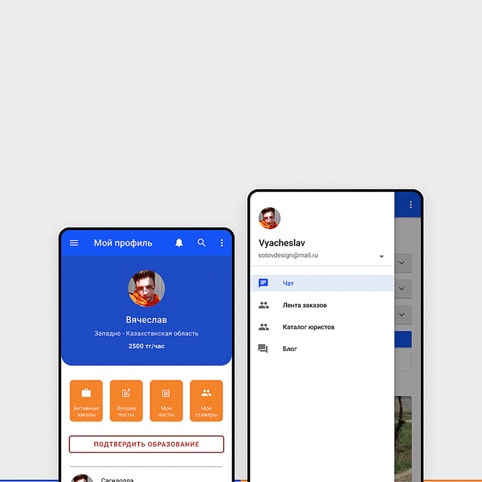 Мой профиль
Вячеслав
Западно - Казахстанская область
2500 тг/час
Активные
заказы
Лучшие
посты
Мои
посты
Мои
стажеры
ПОДТВЕРДИТЬ ОБРАЗОВАНИЕ
Сагидолла
Vyacheslav
sotovdesign@mail.ru
Чат
Лента заказов
Каталог юристов
Блог